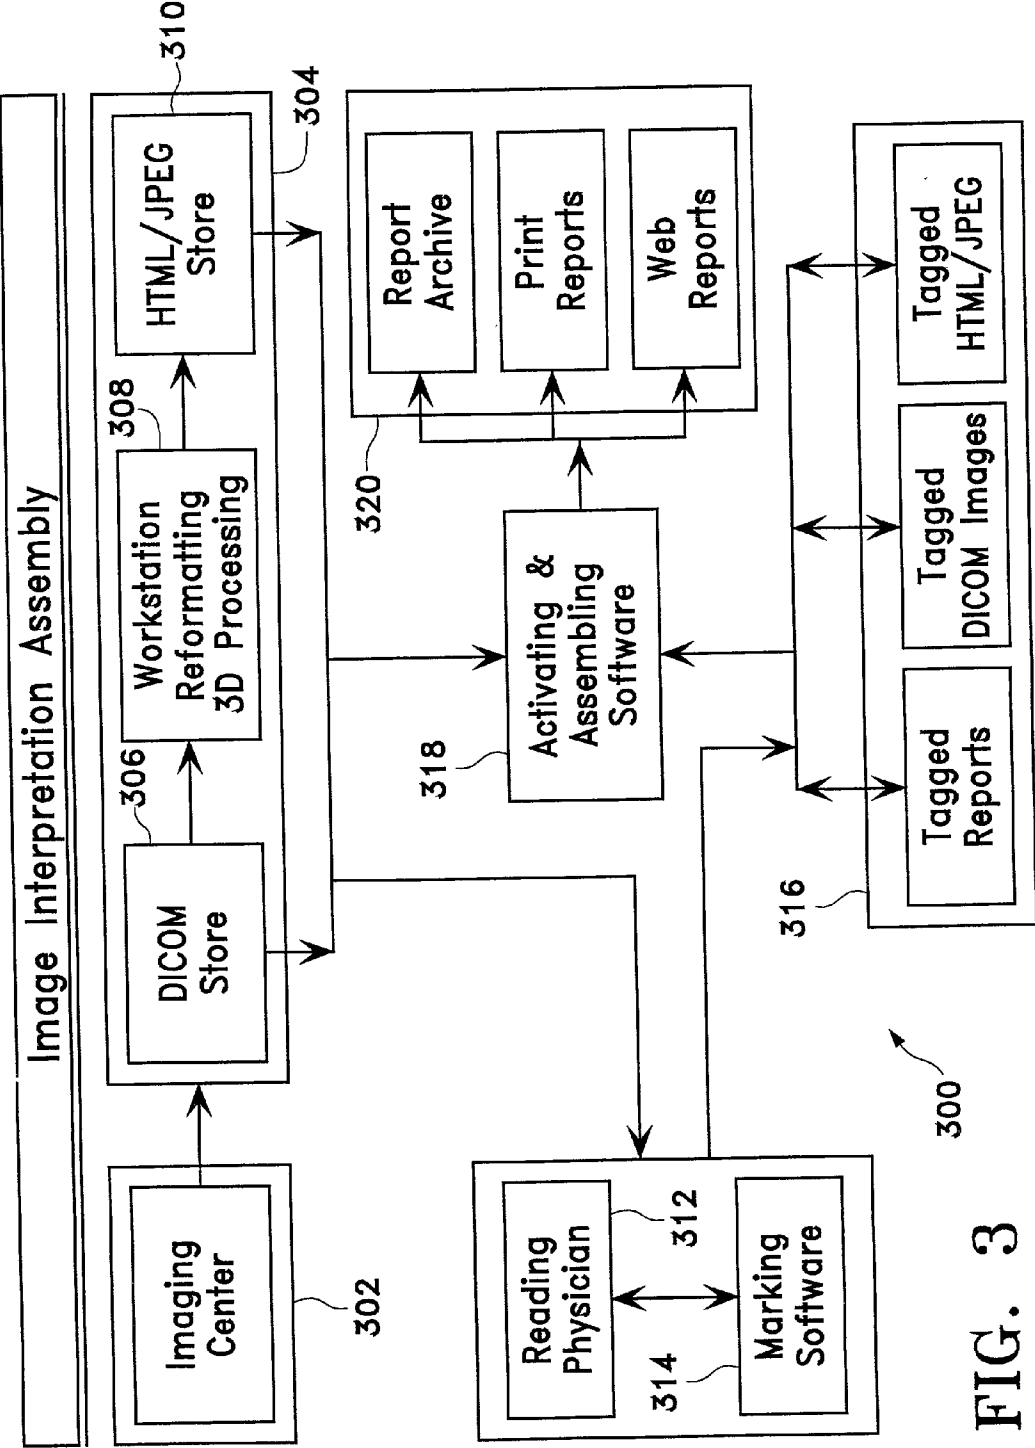 Image Interpretation Assembly
Imaging
Center
302
DICOM
Store
306
Workstation
Reformatting
3D Processing
308
HTML/JPEG
Store
310
304
Reading
Physician
312
314
Marking
Software
318
Activating &
Assembling
Software
320
Report
Archive
Print
Reports
Web
Reports
316
Tagged
Reports
Tagged
DICOM Images
Tagged
HTML/JPEG
300
FIG. 3